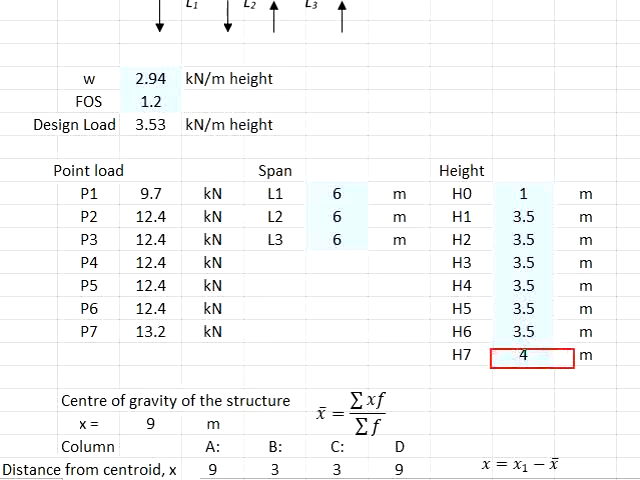 L1 L2 L3
w 2.94 kN/m height
FOS 1.2
Design Load 3.53 kN/m height
Point load Span Height
P1 9.7 kN L1 6 m H0 1 m
P2 12.4 kN L2 6 m H1 3.5 m
P3 12.4 kN L3 6 m H2 3.5 m
P4 12.4 kN H3 3.5 m
P5 12.4 kN H4 3.5 m
P6 12.4 kN H5 3.5 m
P7 13.2 kN H6 3.5 m
H7 4 m
Centre of gravity of the structure x̄ = ∑xf / ∑f
x = 9 m
Column A: B: C: D
Distance from centroid, x 9 3 3 9 x = x₁ − x̄